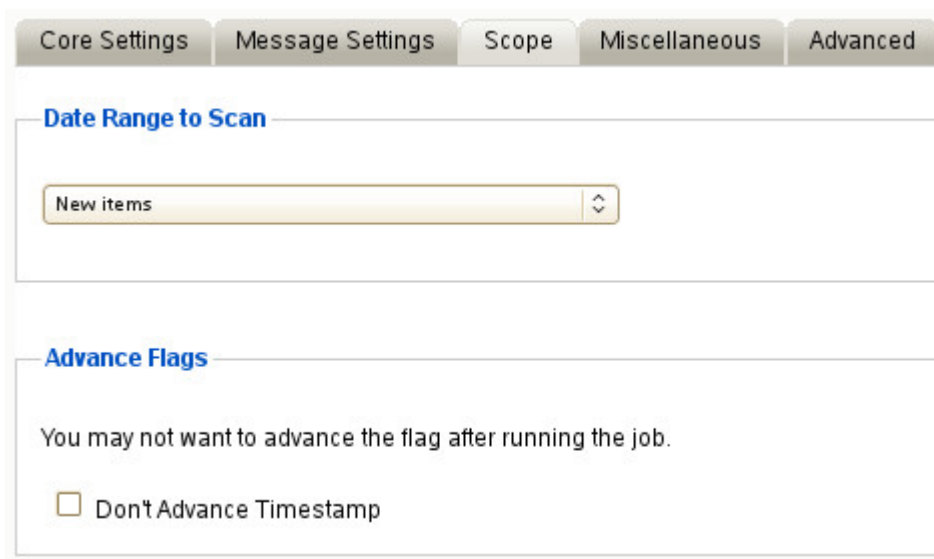 Core Settings Message Settings Scope Miscellaneous Advanced
Date Range to Scan
New items
Advance Flags
You may not want to advance the flag after running the job.
Don't Advance Timestamp